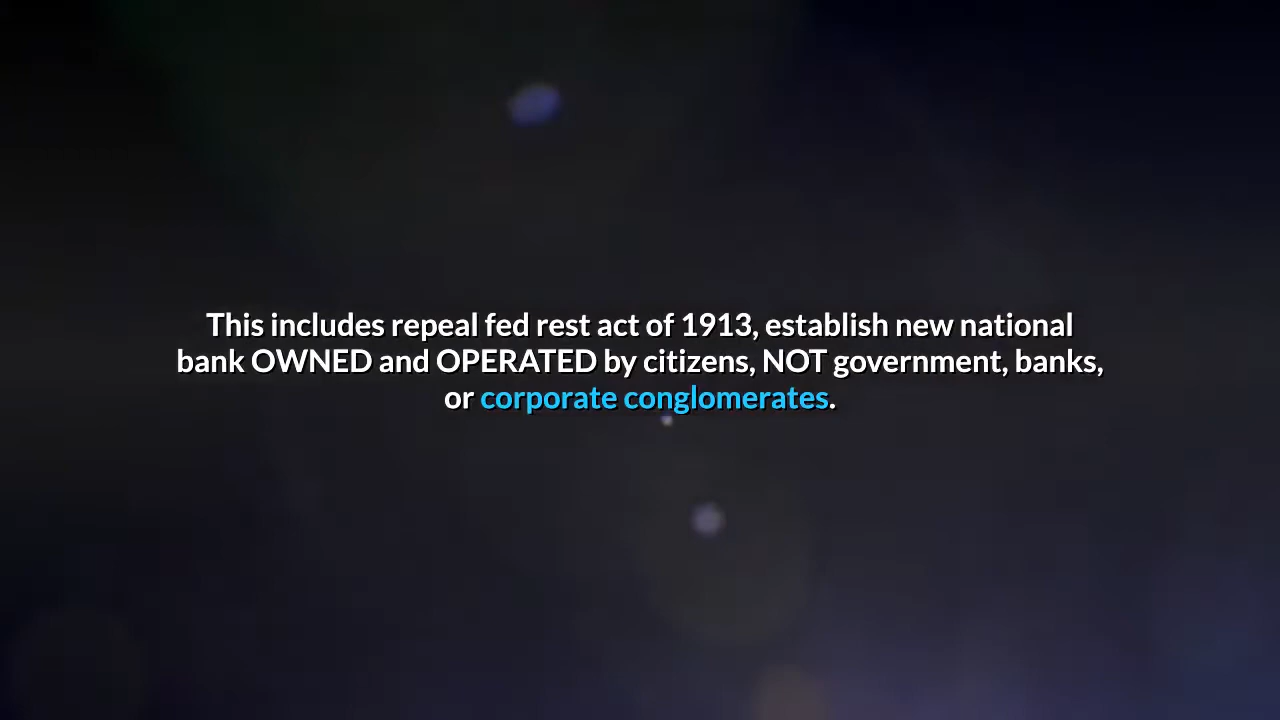 This includes repeal fed rest act of 1913, establish new national
bank OWNED and OPERATED by citizens, NOT government, banks,
or corporate conglomerates.